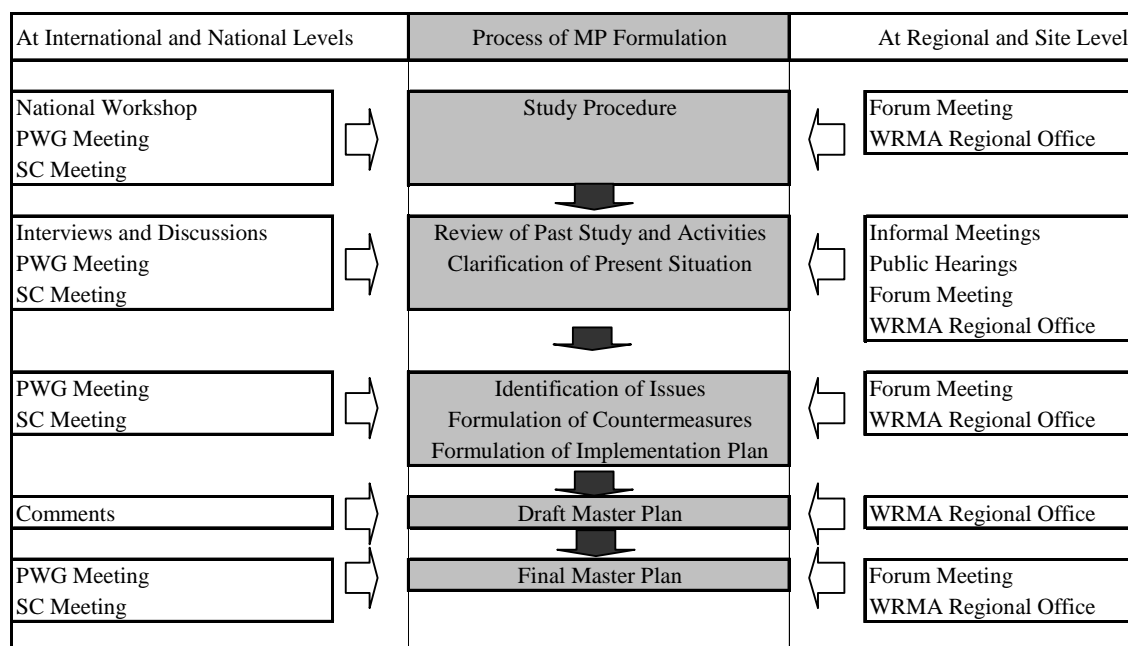 At International and National Levels
Process of MP Formulation
At Regional and Site Level
National Workshop
PWG Meeting
SC Meeting
Study Procedure
Forum Meeting
WRMA Regional Office
Interviews and Discussions
PWG Meeting
SC Meeting
Review of Past Study and Activities
Clarification of Present Situation
Informal Meetings
Public Hearings
Forum Meeting
WRMA Regional Office
PWG Meeting
SC Meeting
Identification of Issues
Formulation of Countermeasures
Formulation of Implementation Plan
Forum Meeting
WRMA Regional Office
Comments
Draft Master Plan
WRMA Regional Office
PWG Meeting
SC Meeting
Final Master Plan
Forum Meeting
WRMA Regional Office